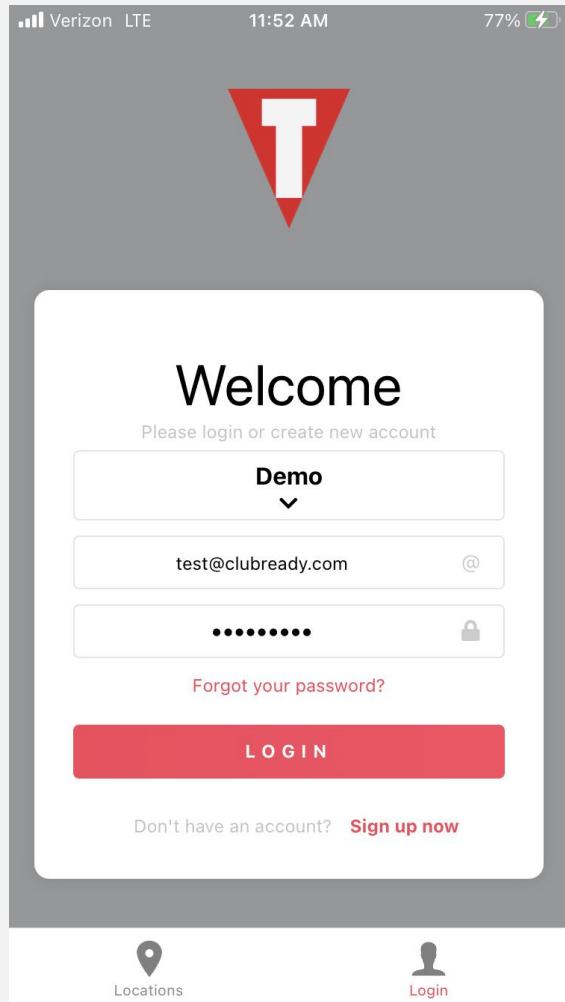 Verizon LTE 11:52 AM 77%
T
Welcome
Please login or create new account
Demo
test@clubready.com @
•••••••••
Forgot your password?
LOGIN
Don't have an account? Sign up now
Locations Login